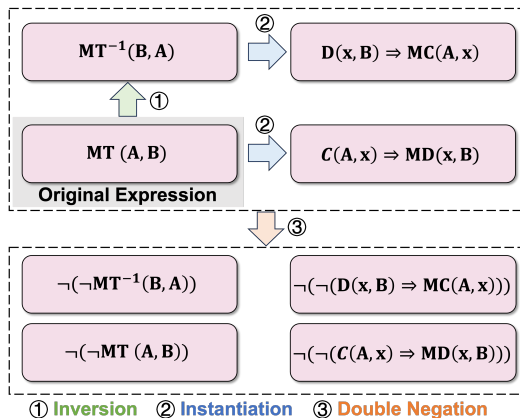 ②
MT⁻¹(B, A)
D(x, B) ⇒ MC(A, x)
①
②
MT (A, B)
C(A, x) ⇒ MD(x, B)
Original Expression
③
¬(¬MT⁻¹(B, A))
¬(¬(D(x, B) ⇒ MC(A, x)))
¬(¬MT (A, B))
¬(¬(C(A, x) ⇒ MD(x, B)))
① Inversion ② Instantiation ③ Double Negation